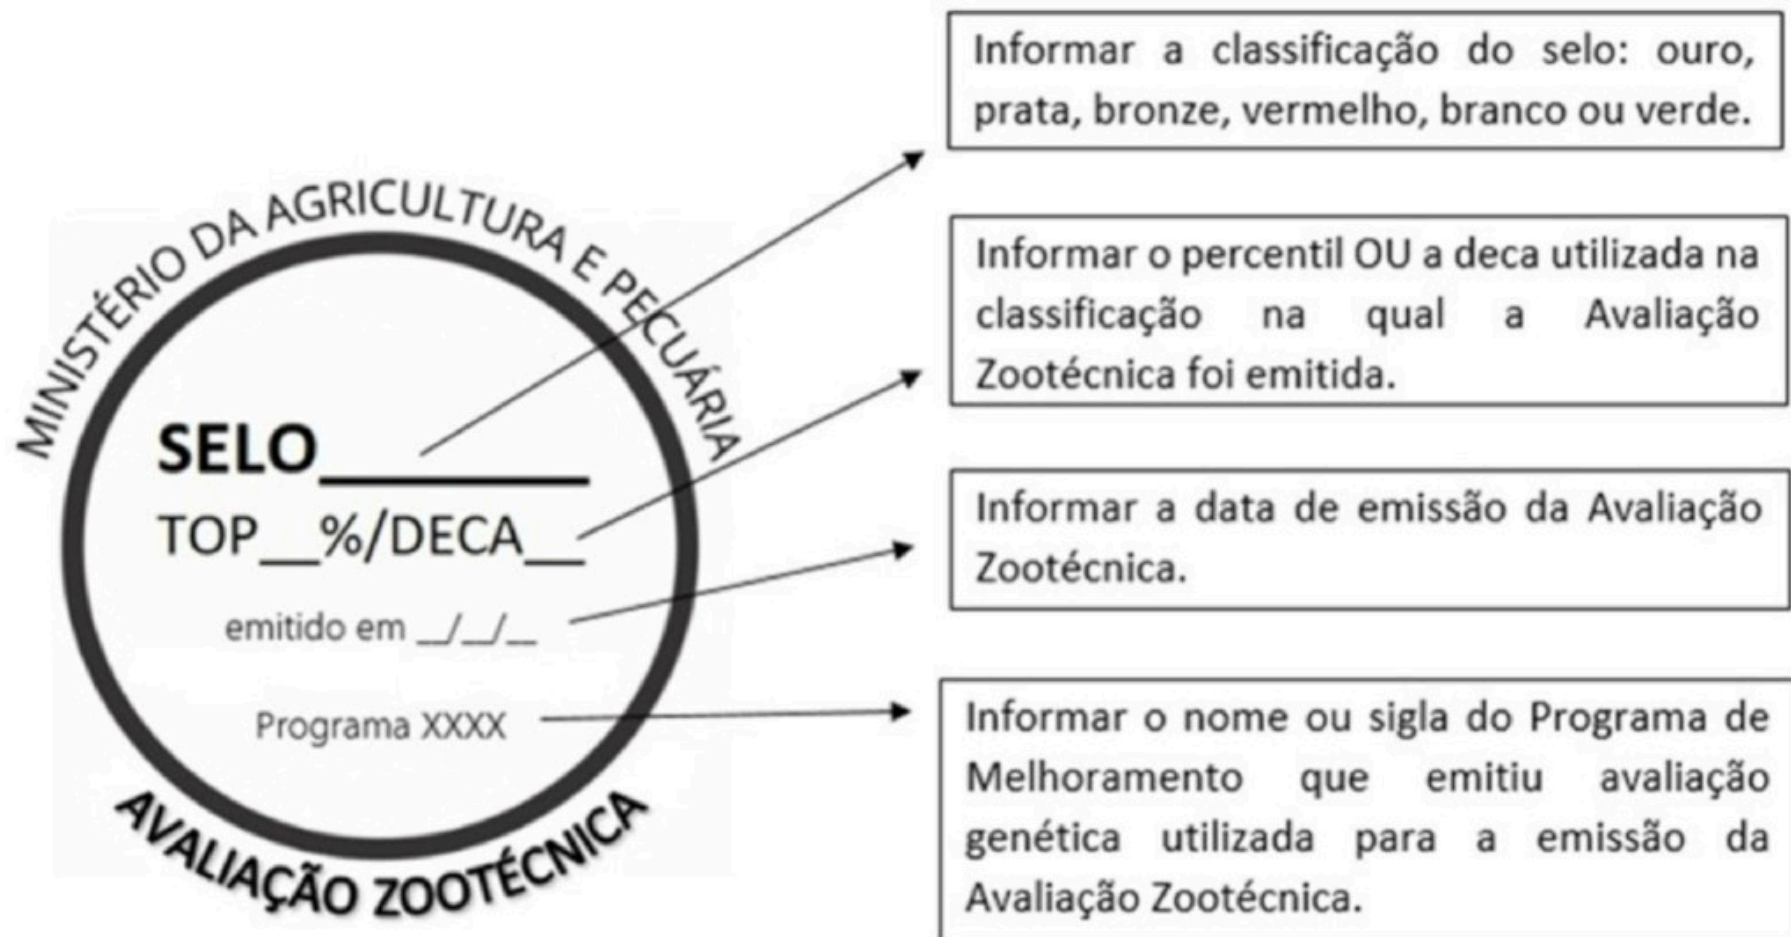 MINISTÉRIO DA AGRICULTURA E PECUÁRIA
SELO_________
TOP__%/DECA__
emitido em __/__/__
Programa XXXX
AVALIAÇÃO ZOOTÉCNICA
Informar a classificação do selo: ouro,
prata, bronze, vermelho, branco ou verde.
Informar o percentil OU a deca utilizada na
classificação na qual a Avaliação
Zootécnica foi emitida.
Informar a data de emissão da Avaliação
Zootécnica.
Informar o nome ou sigla do Programa de
Melhoramento que emitiu avaliação
genética utilizada para a emissão da
Avaliação Zootécnica.